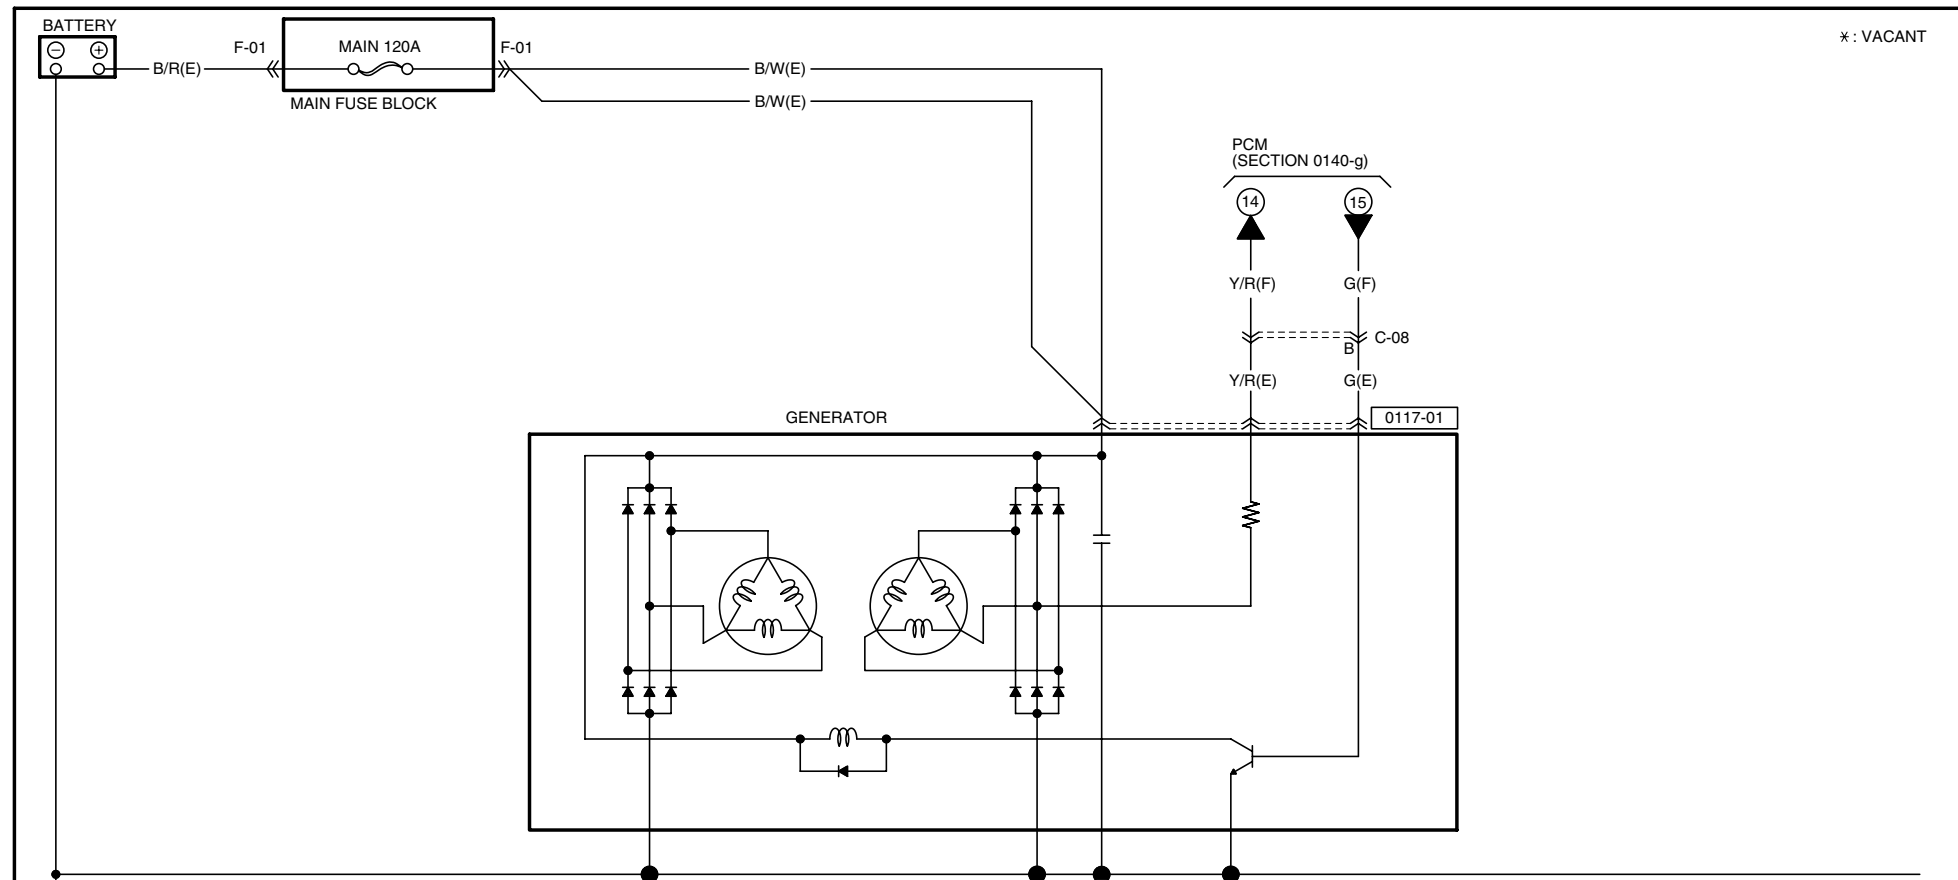 BATTERY
F-01
MAIN 120A
F-01
* : VACANT
B/R(E)
B/W(E)
MAIN FUSE BLOCK
B/W(E)
PCM
(SECTION 0140-g)
14
15
Y/R(F)
G(F)
C-08
B
Y/R(E)
G(E)
GENERATOR
0117-01